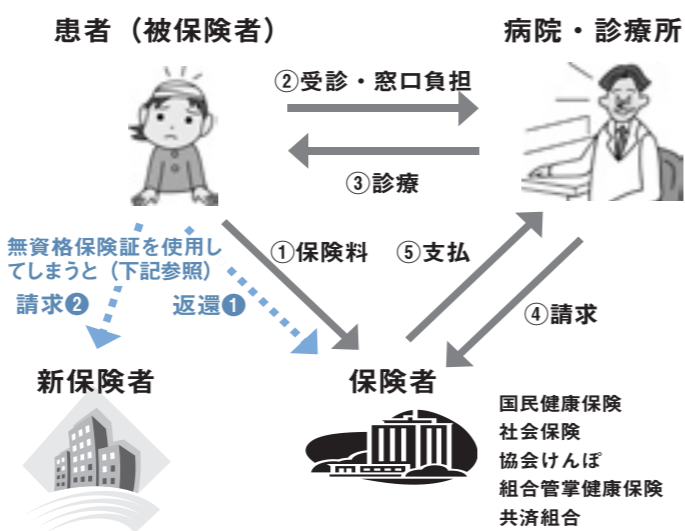 患者（被保険者）
病院・診療所
②受診・窓口負担
③診療
無資格保険証を使用し
てしまうと（下記参照）
請求❷
返還❶
①保険料
⑤支払
④請求
新保険者
保険者
国民健康保険
社会保険
協会けんぽ
組合管掌健康保険
共済組合